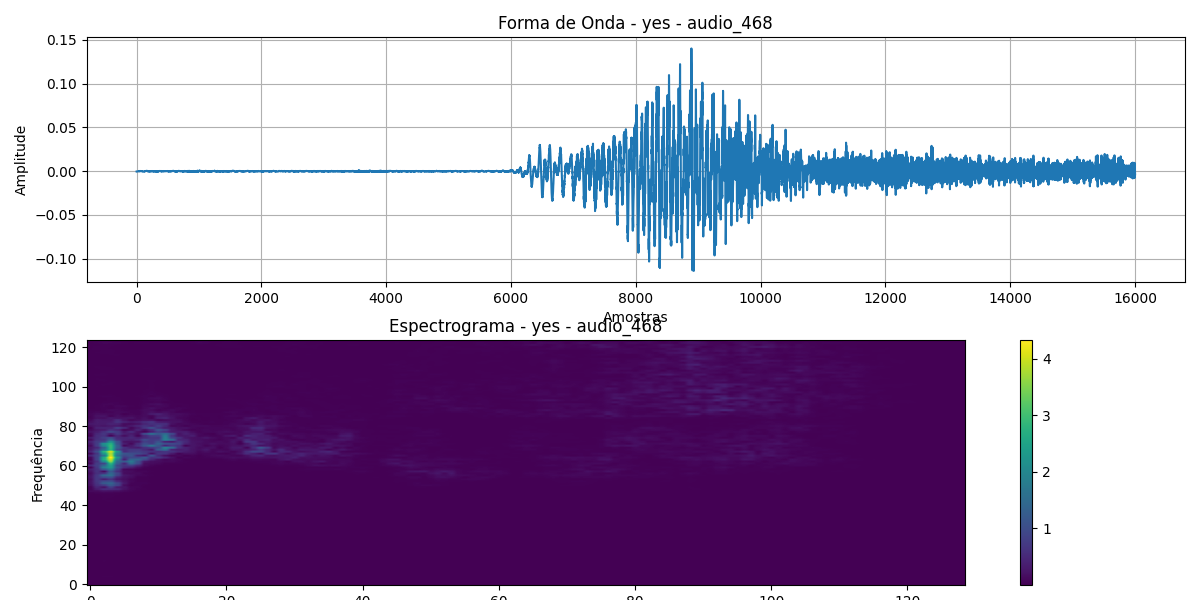 Forma de Onda - yes - audio_468
0.15
0.10
0.05
0.00
−0.05
−0.10
Amplitude
0 2000 4000 6000 8000 10000 12000 14000 16000
Amostras
Espectrograma - yes - audio_468
120
100
80
60
40
20
0
Frequência
0 20 40 60 80 100 120
4
3
2
1